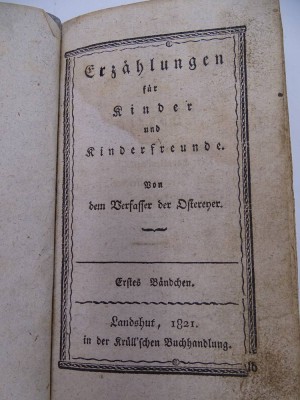 Erzählungen
für
Kinder
und
Kinderfreunde.
Von
dem Verfasser der Ostereyer.
Erstes Bändchen.
Landshut, 1821.
in der Krüll'schen Buchhandlung.